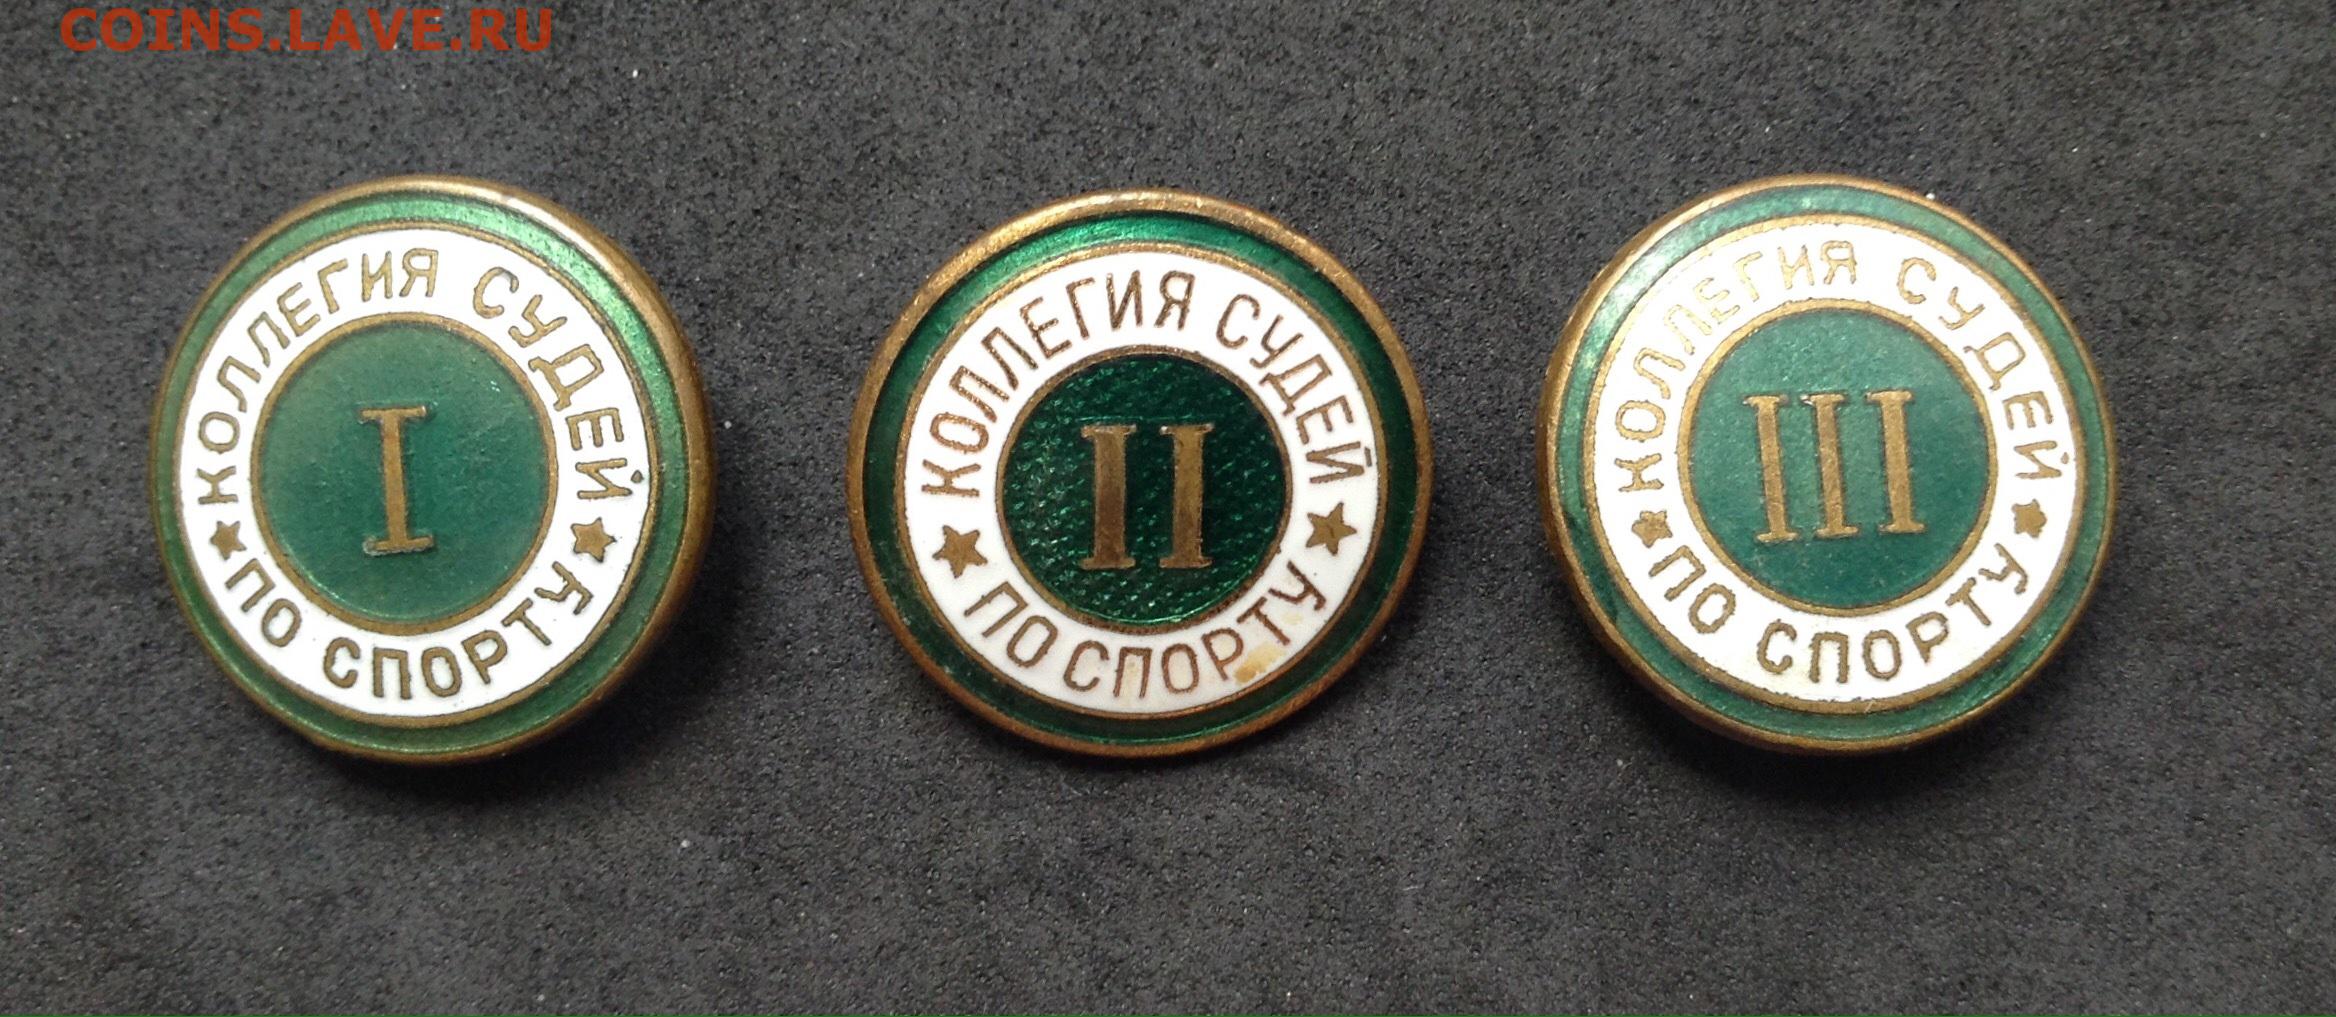 COINS.LAVE.RU
КОЛЛЕГИЯ СУДЕЙ
ПО СПОРТУ
I
КОЛЛЕГИЯ СУДЕЙ
ПО СПОРТУ
II
КОЛЛЕГИЯ СУДЕЙ
ПО СПОРТУ
III